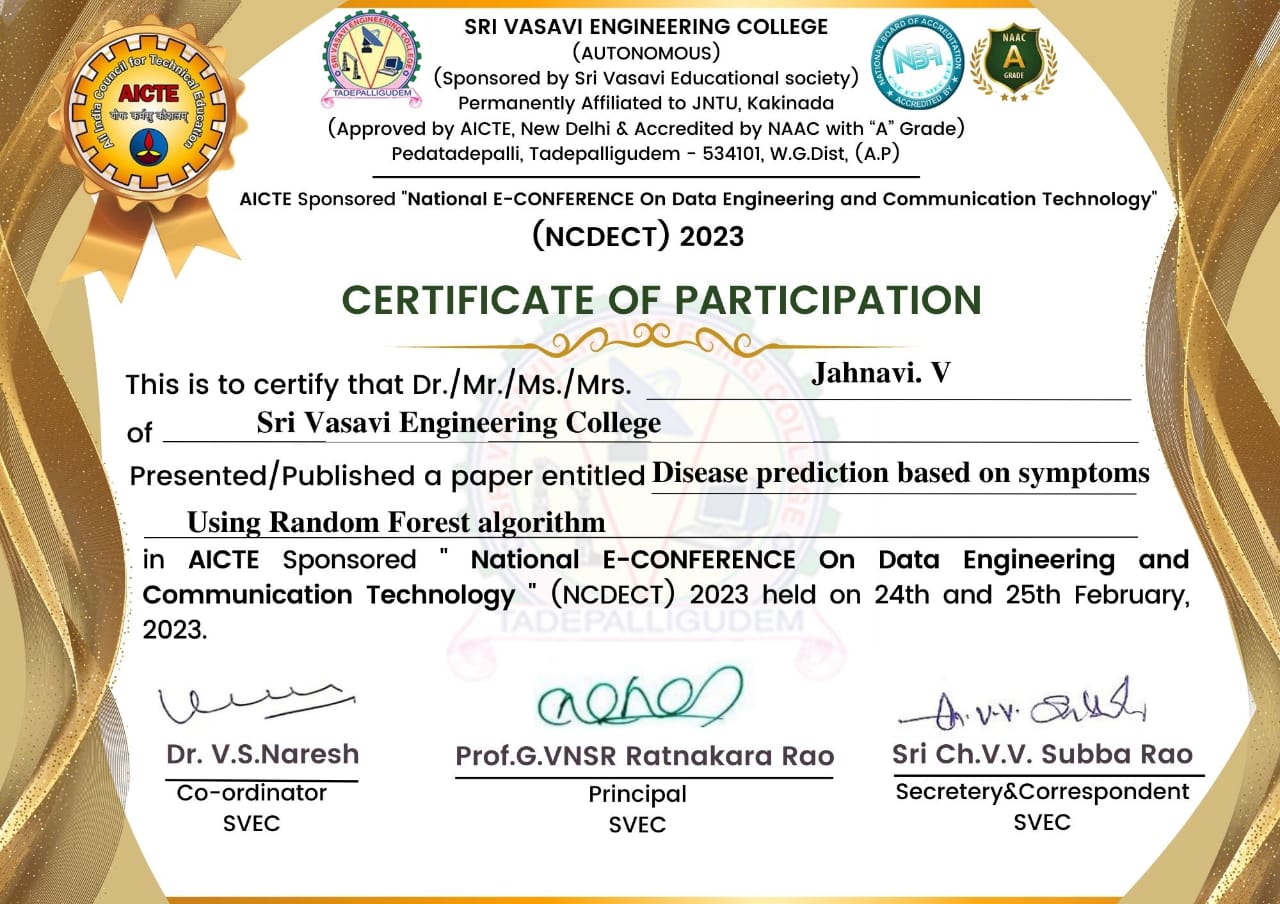 SRI VASAVI ENGINEERING COLLEGE
(AUTONOMOUS)
(Sponsored by Sri Vasavi Educational society)
Permanently Affiliated to JNTU, Kakinada
(Approved by AICTE, New Delhi & Accredited by NAAC with “A” Grade)
Pedatadepalli, Tadepalligudem - 534101, W.G.Dist, (A.P)
All India Council for Technical Education
AICTE
योगः कर्मसु कौशलम्
SRI VASAVI ENGINEERING COLLEGE
TADEPALLIGUDEM
NATIONAL BOARD OF ACCREDITATION
NBA
ACCREDITED BY
NAAC
A
GRADE
AICTE Sponsored "National E-CONFERENCE On Data Engineering and Communication Technology"
(NCDECT) 2023
CERTIFICATE OF PARTICIPATION
This is to certify that Dr./Mr./Ms./Mrs. Jahnavi. V
of Sri Vasavi Engineering College
Presented/Published a paper entitled Disease prediction based on symptoms
Using Random Forest algorithm
in AICTE Sponsored " National E-CONFERENCE On Data Engineering and
Communication Technology " (NCDECT) 2023 held on 24th and 25th February,
2023.
TADEPALLIGUDEM
Dr. V.S.Naresh
Co-ordinator
SVEC
Prof.G.VNSR Ratnakara Rao
Principal
SVEC
Sri Ch.V.V. Subba Rao
Secretery&Correspondent
SVEC